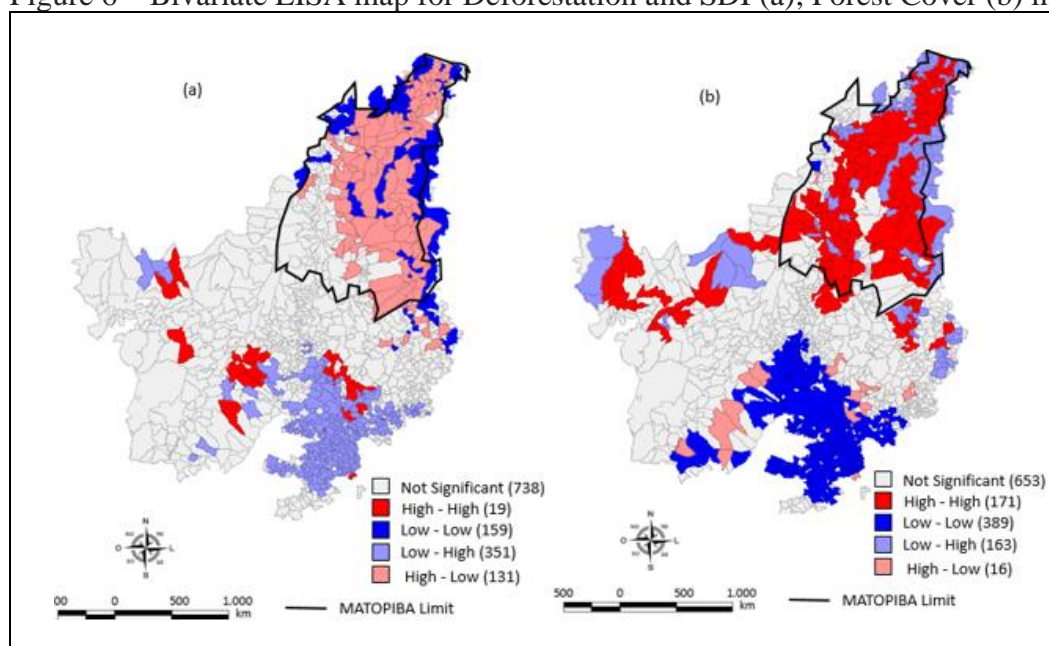 Figure 6 – Bivariate LISA map for Deforestation and SDI (a), Forest Cover (b)
(a)
Not Significant (738)
High - High (19)
Low - Low (159)
Low - High (351)
High - Low (131)
MATOPIBA Limit
N
O L
S
00 0 500 1.000
km
(b)
Not Significant (653)
High - High (171)
Low - Low (389)
Low - High (163)
High - Low (16)
MATOPIBA Limit
N
O L
S
500 0 500 1.000
km